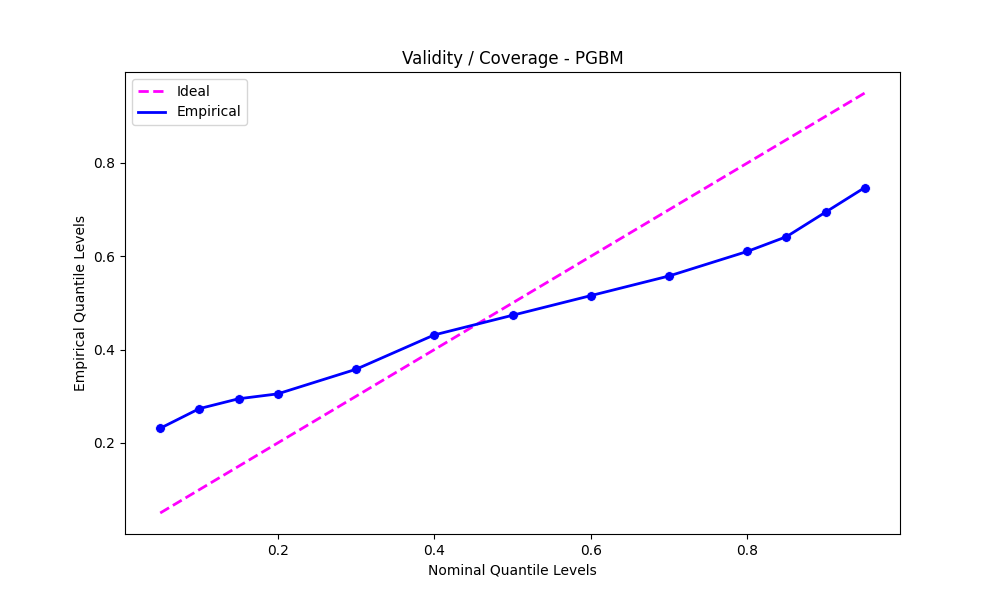 Validity / Coverage - PGBM
Ideal
Empirical
0.8
0.6
0.4
0.2
Empirical Quantile Levels
0.2 0.4 0.6 0.8
Nominal Quantile Levels